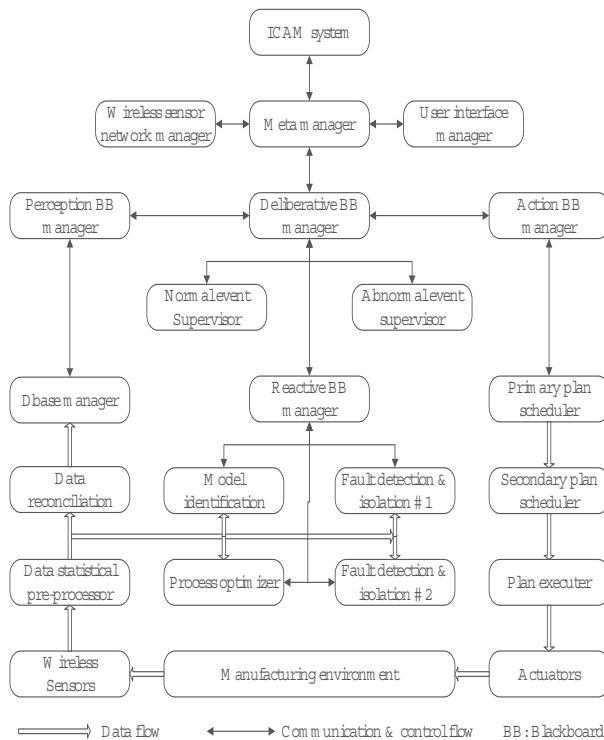 ICAM system
Wireless sensor
network manager
Meta manager
User interface
manager
Perception BB
manager
Deliberative BB
manager
Action BB
manager
Normal event
Supervisor
Abnormal event
supervisor
Dbase manager
Reactive BB
manager
Primary plan
scheduler
Data
reconciliation
Model
identification
Fault detection &
isolation #1
Secondary plan
scheduler
Data statistical
pre-processor
Process optimizer
Fault detection &
isolation #2
Plan executer
Wireless
Sensors
Manufacturing environment
Actuators
Data flow
Communication & control flow
BB: Blackboard